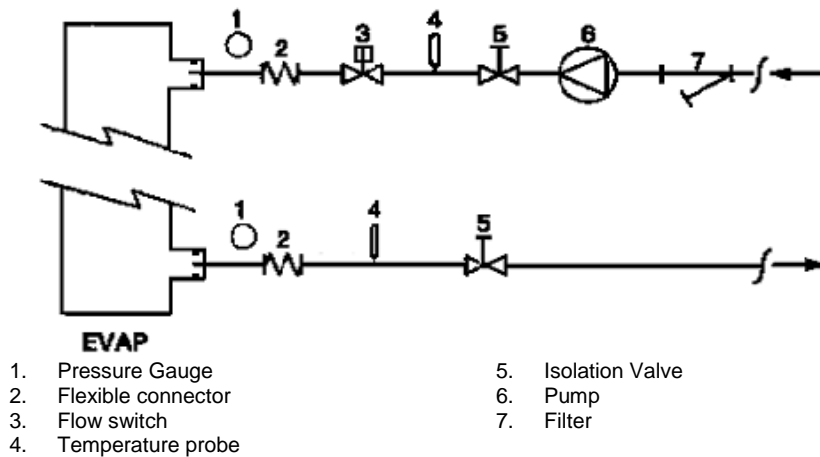 1 2 3 4 5 6 7
1 2 4 5
EVAP
1. Pressure Gauge
2. Flexible connector
3. Flow switch
4. Temperature probe
5. Isolation Valve
6. Pump
7. Filter